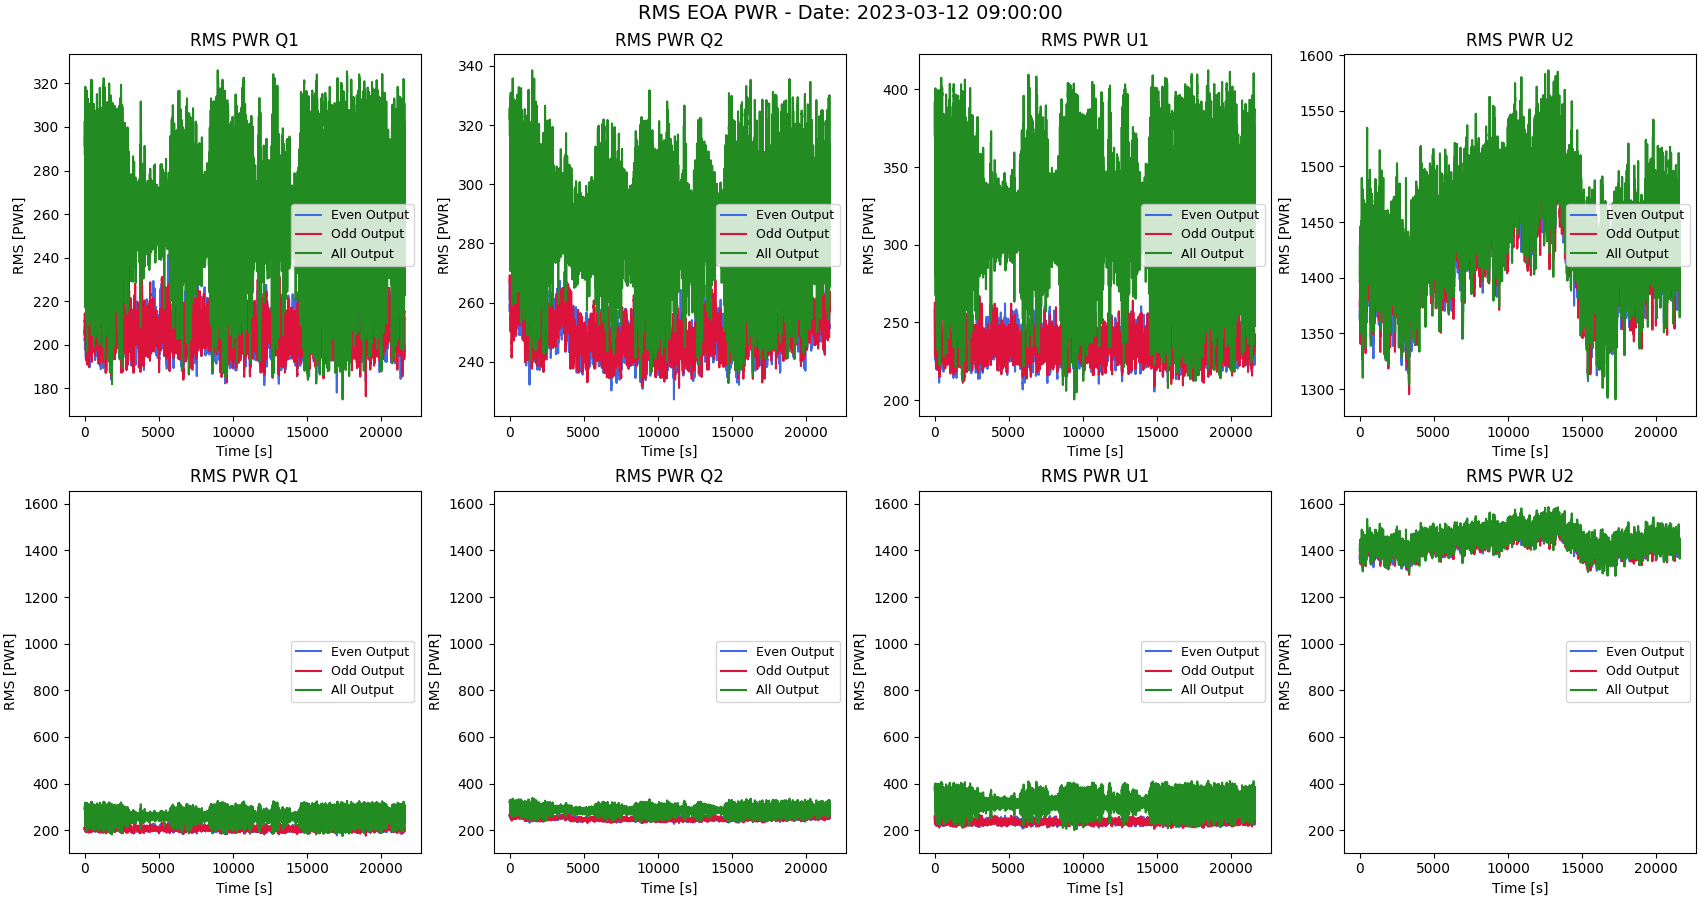 RMS EOA PWR - Date: 2023-03-12 09:00:00
RMS PWR Q1
RMS [PWR]
320
300
280
260
240
220
200
180
0 5000 10000 15000 20000
Time [s]
Even Output
Odd Output
All Output
RMS PWR Q2
RMS [PWR]
340
320
300
280
260
240
0 5000 10000 15000 20000
Time [s]
Even Output
Odd Output
All Output
RMS PWR U1
RMS [PWR]
400
350
300
250
200
0 5000 10000 15000 20000
Time [s]
Even Output
Odd Output
All Output
RMS PWR U2
RMS [PWR]
1600
1550
1500
1450
1400
1350
1300
0 5000 10000 15000 20000
Time [s]
Even Output
Odd Output
All Output
RMS PWR Q1
RMS [PWR]
1600
1400
1200
1000
800
600
400
200
0 5000 10000 15000 20000
Time [s]
Even Output
Odd Output
All Output
RMS PWR Q2
RMS [PWR]
1600
1400
1200
1000
800
600
400
200
0 5000 10000 15000 20000
Time [s]
Even Output
Odd Output
All Output
RMS PWR U1
RMS [PWR]
1600
1400
1200
1000
800
600
400
200
0 5000 10000 15000 20000
Time [s]
Even Output
Odd Output
All Output
RMS PWR U2
RMS [PWR]
1600
1400
1200
1000
800
600
400
200
0 5000 10000 15000 20000
Time [s]
Even Output
Odd Output
All Output